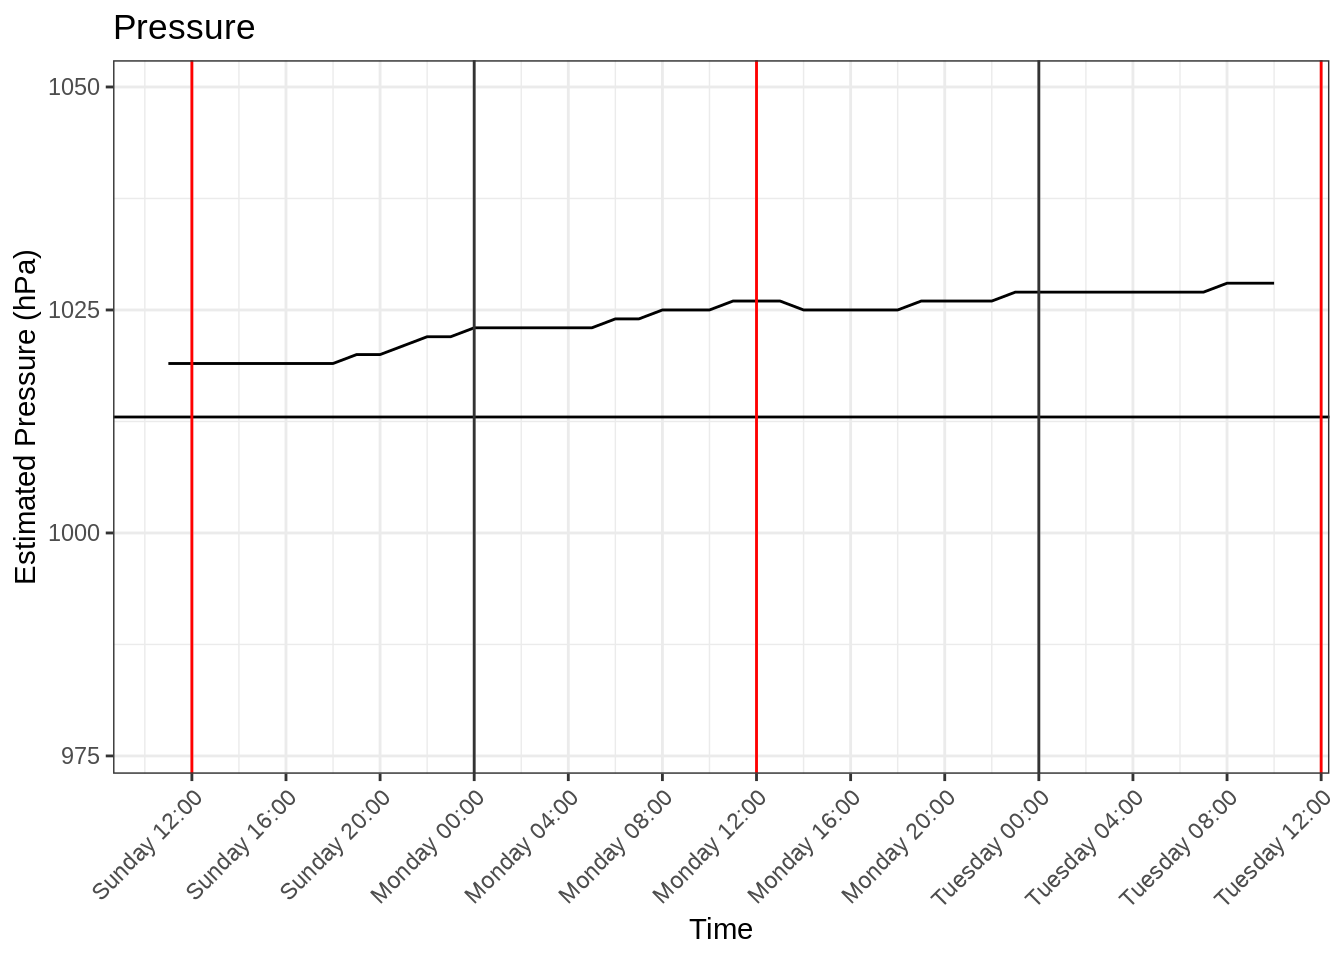 Pressure
Estimated Pressure (hPa)
1050
1025
1000
975
Sunday 12:00
Sunday 16:00
Sunday 20:00
Monday 00:00
Monday 04:00
Monday 08:00
Monday 12:00
Monday 16:00
Monday 20:00
Tuesday 00:00
Tuesday 04:00
Tuesday 08:00
Tuesday 12:00
Time